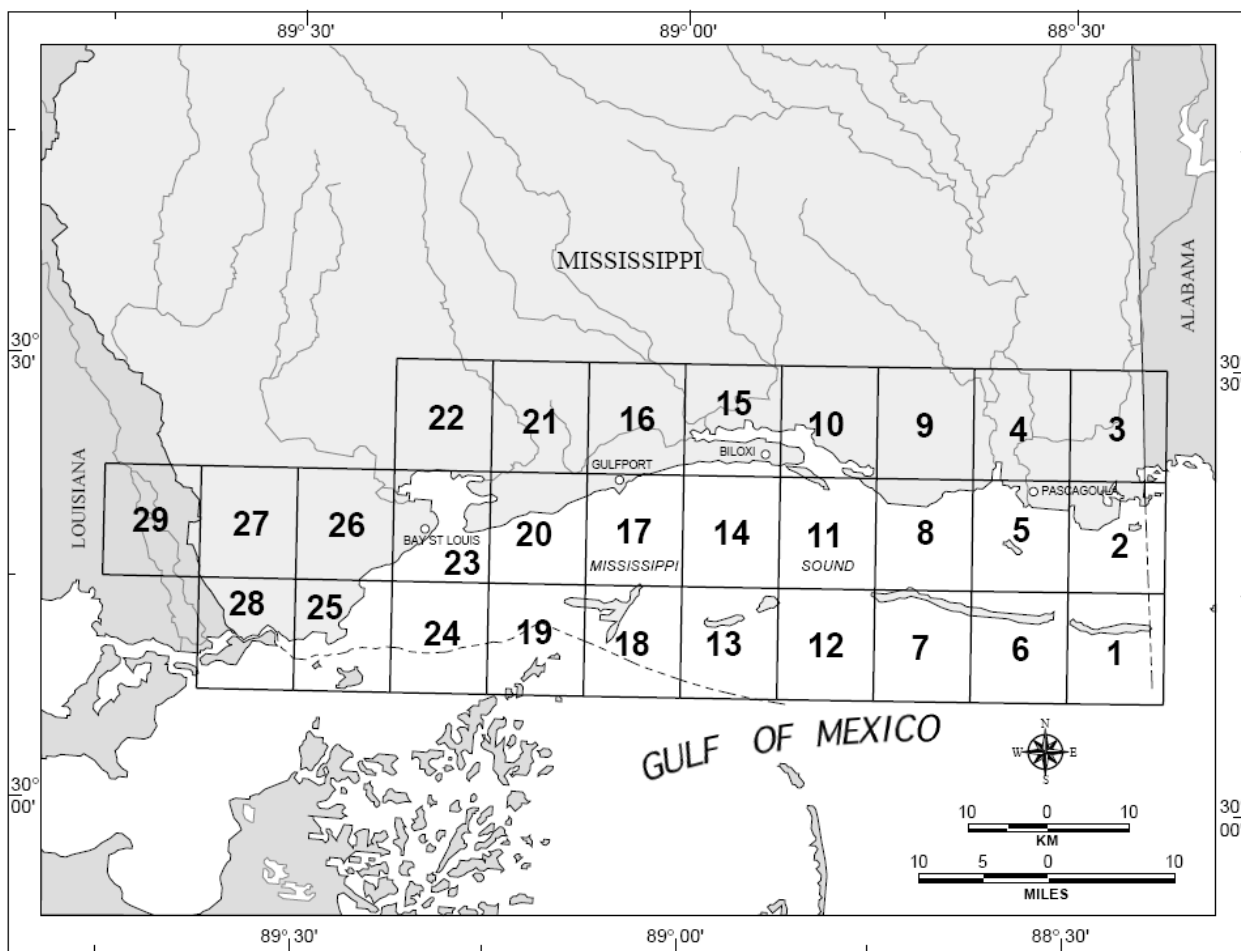 89° 30'
89° 00'
88° 30'
MISSISSIPPI
ALABAMA
30°
30'
30°
30'
22
21
16
15
10
9
4
3
BILOXI
GULFPORT
PASCAGOULA
LOUISIANA
29
27
26
BAY ST LOUIS
23
20
17
14
11
8
5
2
MISSISSIPPI
SOUND
28
25
24
19
18
13
12
7
6
1
GULF OF MEXICO
N
W E
S
30°
00'
30°
00'
10 0 10
KM
10 5 0 10
MILES
89° 30'
89° 00'
88° 30'